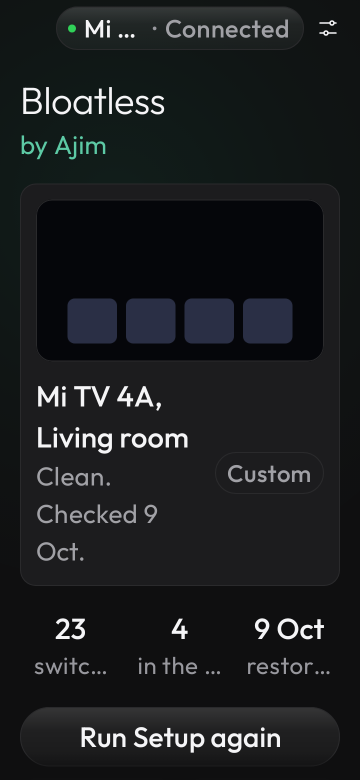 Mi ... · Connected
Bloatless
by Ajim
Mi TV 4A,
Living room
Clean.
Checked 9
Oct.
Custom
23 4 9 Oct
switc... in the ... restor...
Run Setup again